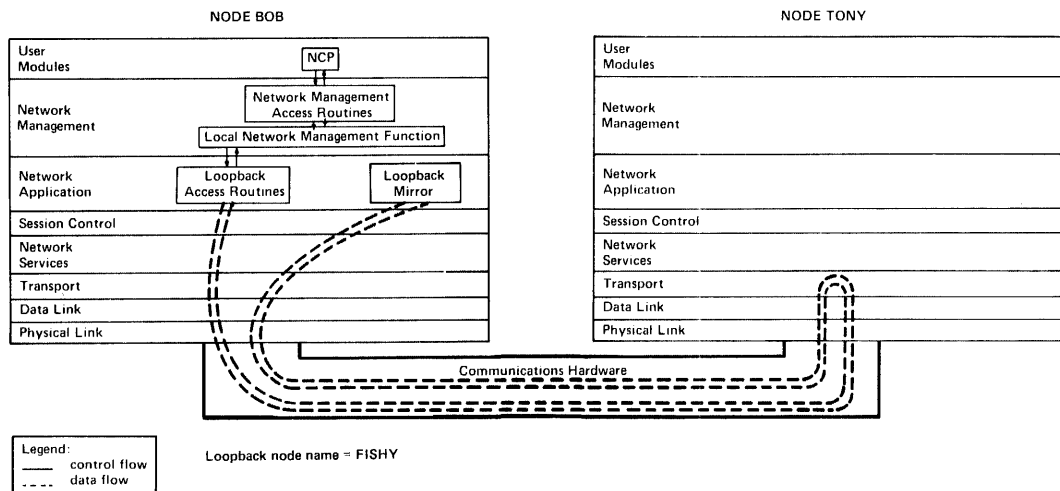 NODE BOB
User
Modules
NCP
Network
Management
Network Management
Access Routines
Local Network Management Function
Network
Application
Loopback
Access Routines
Loopback
Mirror
Session Control
Network
Services
Transport
Data Link
Physical Link
NODE TONY
User
Modules
Network
Management
Network
Application
Session Control
Network
Services
Transport
Data Link
Physical Link
Communications Hardware
Legend:
control flow
data flow
Loopback node name = FISHY